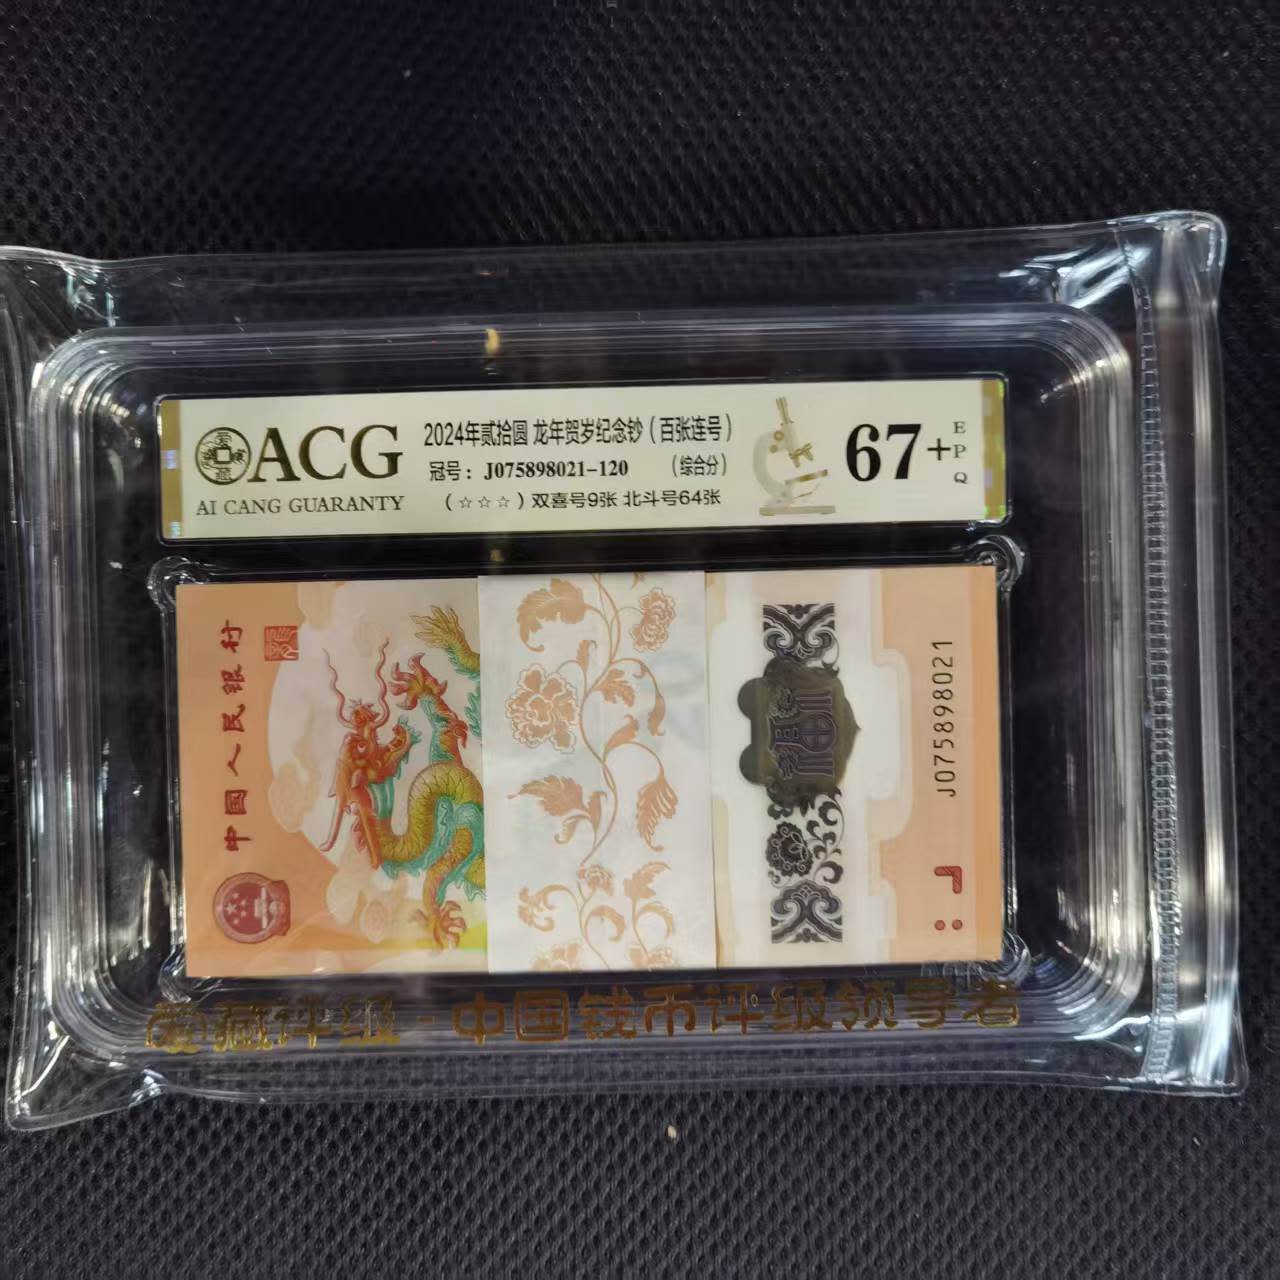 ACG
AI CANG GUARANTY
2024年贰拾圆 龙年贺岁纪念钞（百张连号）
冠号：J075898021-120 （综合分）
（☆☆☆）双喜号9张 北斗号64张
67+
EPQ
中国人民银行
福
J075898021
爱藏评级·中国钱币评级领导者